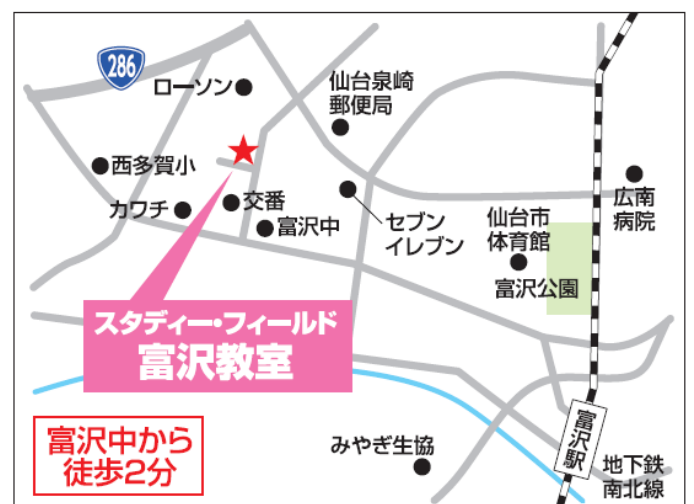 286
ローソン
仙台泉崎
郵便局
西多賀小
広南
病院
カワチ
交番
富沢中
セブン
イレブン
仙台市
体育館
富沢公園
スタディー・フィールド
富沢教室
富沢中から
徒歩2分
みやぎ生協
富沢駅
地下鉄
南北線